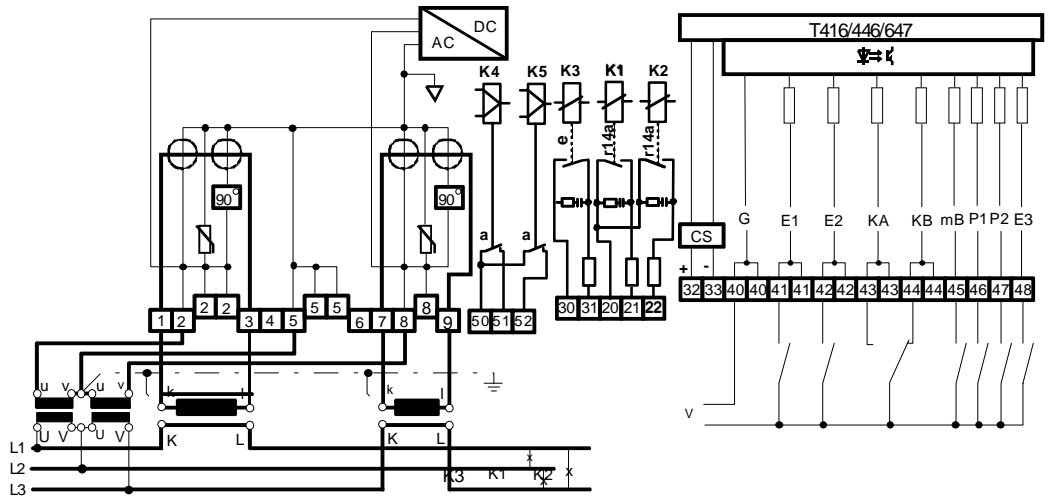 DC
AC
T416/446/647
K4 K5 K3 K1 K2
e r14a r14a
90°
90°
G E1 E2 KA KB mB P1 P2 E3
CS
a a
+ -
32 33 40 40 41 41 42 42 43 43 44 44 45 46 47 48
2 2 5 5 8
1 2 3 4 5 6 7 8 9
50 51 52
30 31 20 21 22
u v u v
k l k l
U V U V
K L K L
V
L1
L2
L3
K3 K1 K2
x
x
x